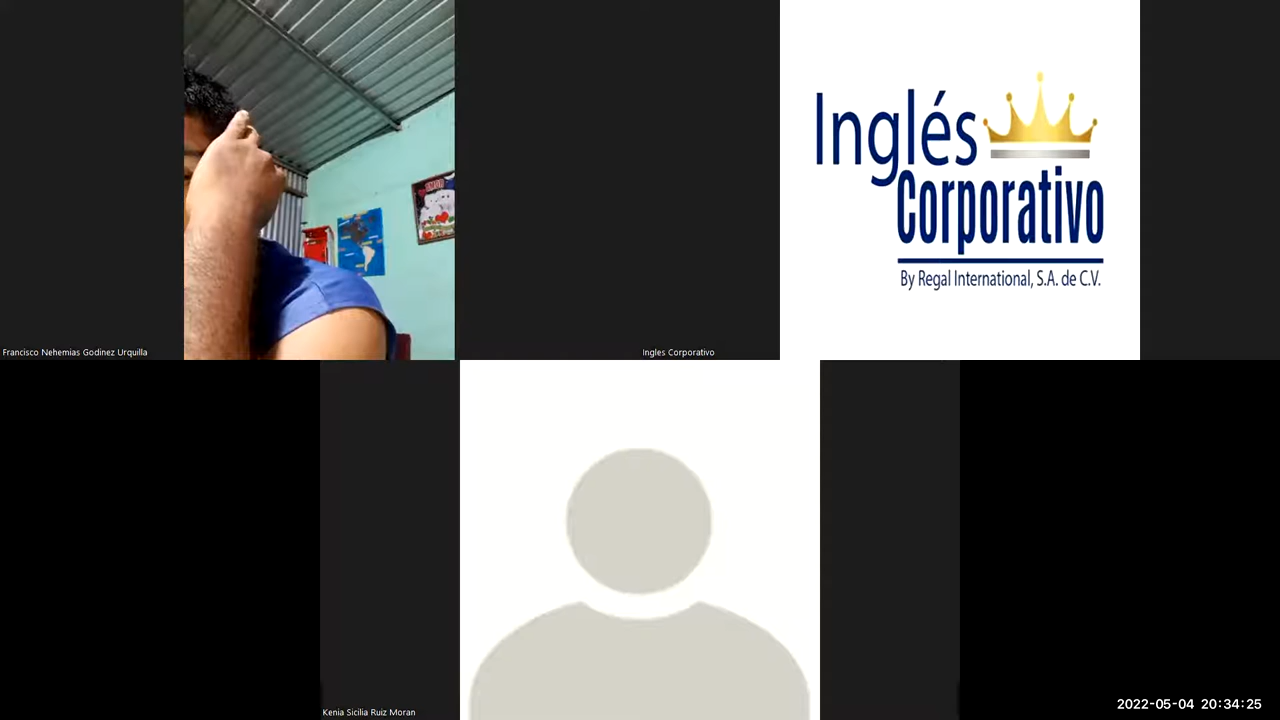 Inglés
Corporativo
By Regal International, S.A. de C.V.
Francisco Nehemias Godinez Urquilla
Ingles Corporativo
Kenia Sicilia Ruiz Moran
2022-05-04 20:34:25